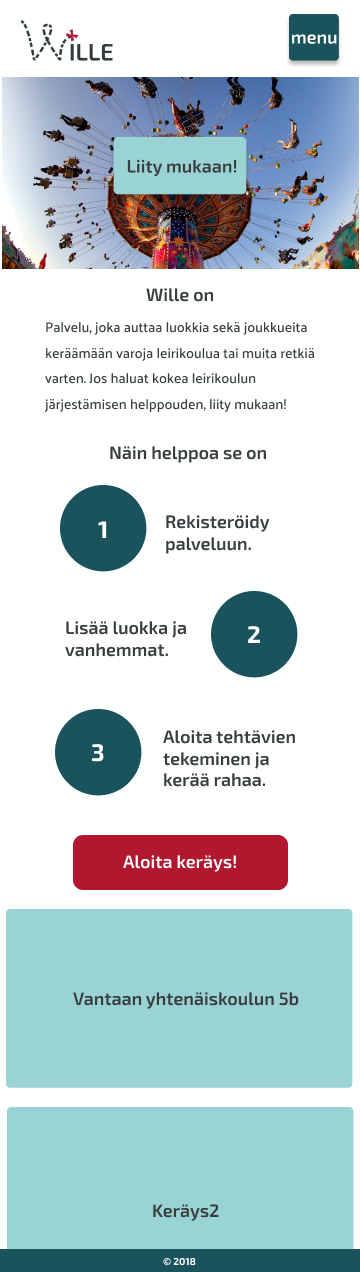 Wille
menu
Liity mukaan!
Wille on
Palvelu, joka auttaa luokkia sekä joukkueita
keräämään varoja leirikoulua tai muita retkiä
varten. Jos haluat kokea leirikoulun
järjestämisen helppouden, liity mukaan!
Näin helppoa se on
1
Rekisteröidy
palveluun.
Lisää luokka ja
vanhemmat.
2
3
Aloita tehtävien
tekeminen ja
kerää rahaa.
Aloita keräys!
Vantaan yhtenäiskoulun 5b
Keräys2
© 2018